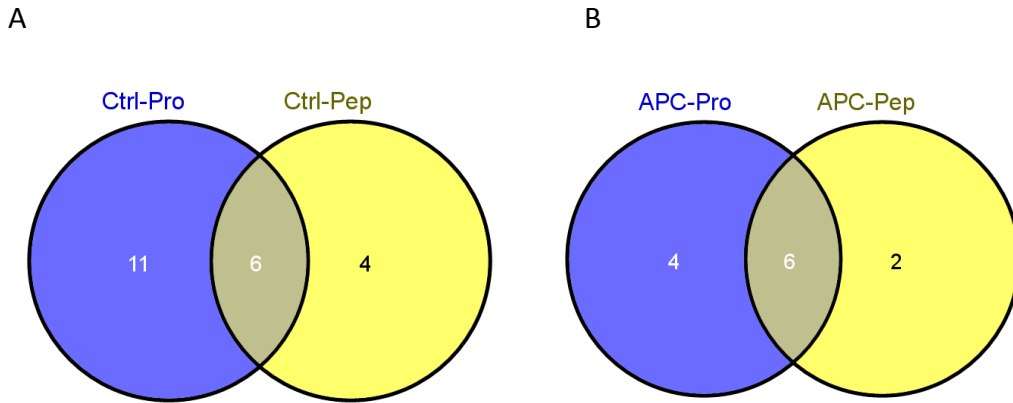 A
B
Ctrl-Pro Ctrl-Pep
APC-Pro APC-Pep
11 6 4
4 6 2